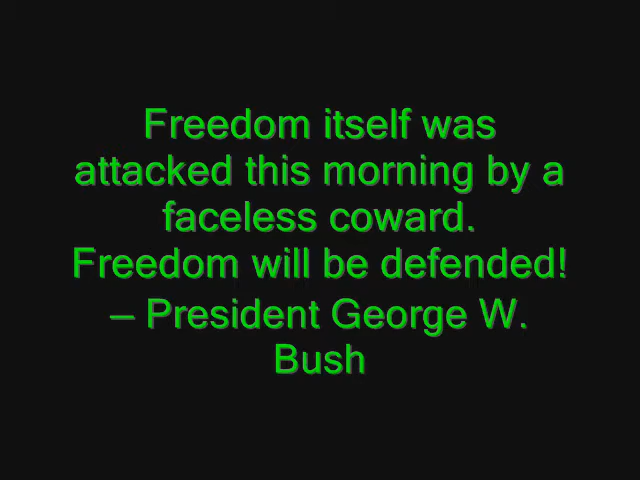 Freedom itself was
attacked this morning by a
faceless coward.
Freedom will be defended!
– President George W.
Bush